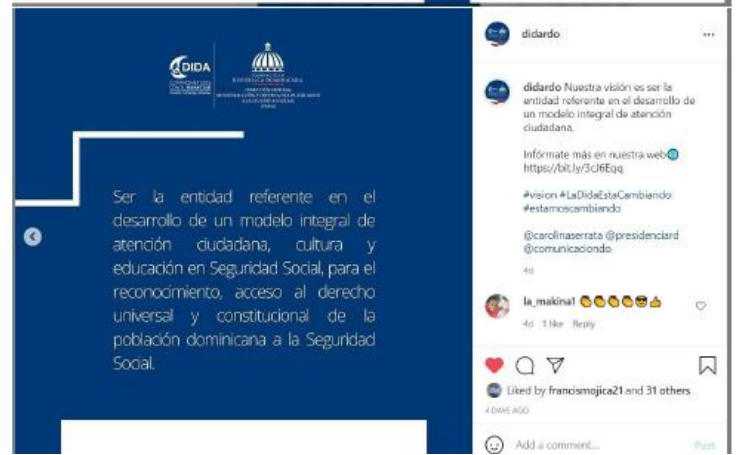 DIDA
Ser la entidad referente en el
desarrollo de un modelo integral de
atención ciudadana, cultura y
educación en Seguridad Social, para el
reconocimiento, acceso al derecho
universal y constitucional de la
población dominicana a la Seguridad
Social.
didardo
didardo Nuestra visión es ser la
entidad referente en el desarrollo de
un modelo integral de atención
ciudadana.
Infórmate más en nuestra web
https://bit.ly/3cJ6Eqq
#vision #LaDidaEstaCambiando
#estamoscambiando
@carolinaserrata @presidenciard
@comunicaciondo
4d
la_makina1
4d 1 like Reply
Liked by francismojica21 and 31 others
4 DAYS AGO
Add a comment...
Post